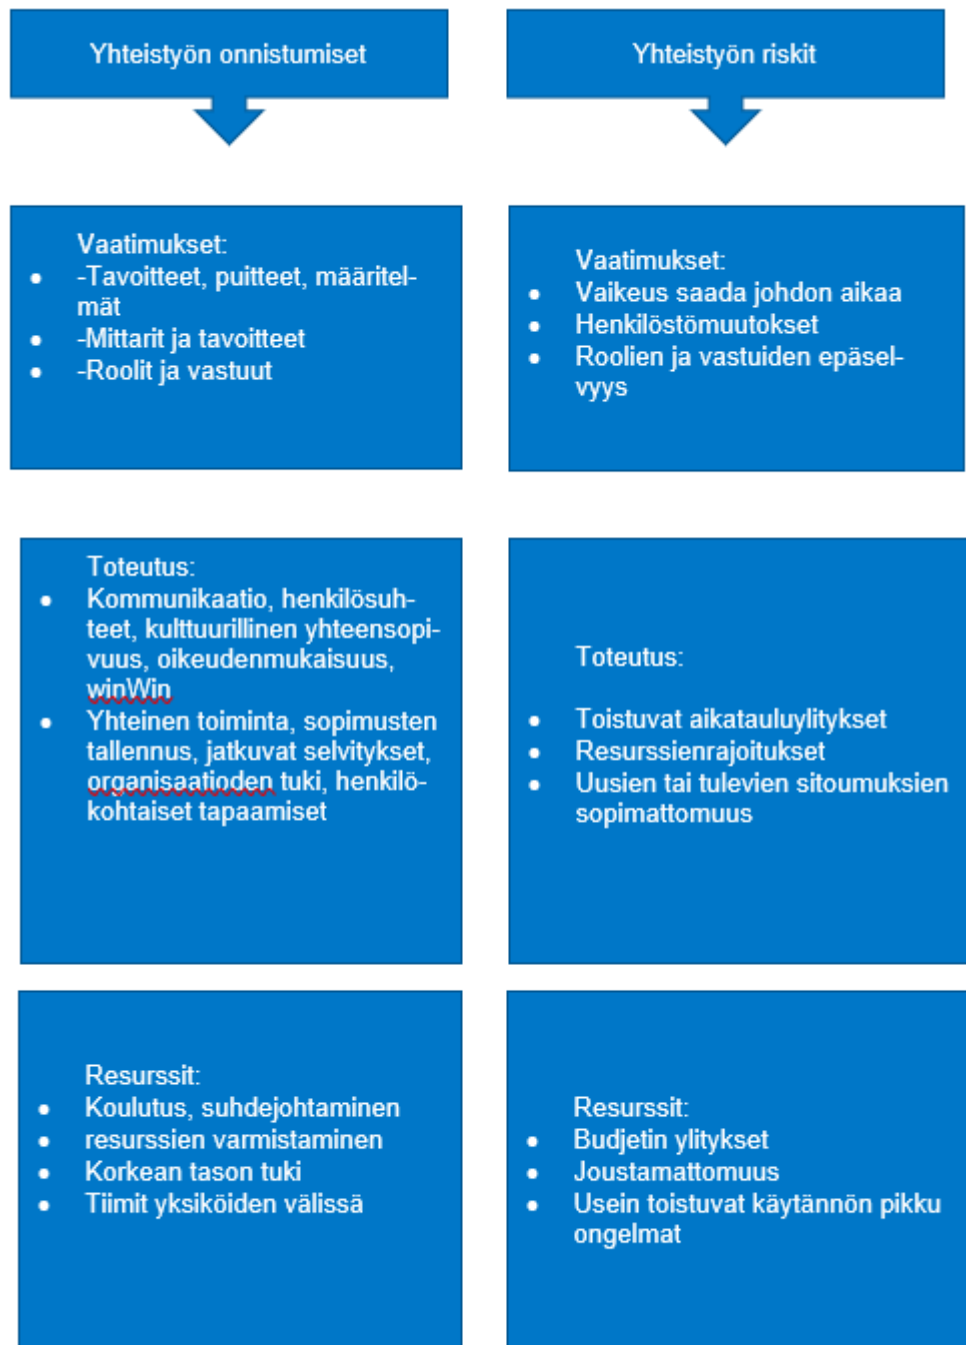 Yhteistyön onnistumiset
Yhteistyön riskit
Vaatimukset:
• -Tavoitteet, puitteet, määritel-
mät
• -Mittarit ja tavoitteet
• -Roolit ja vastuut
Vaatimukset:
• Vaikeus saada johdon aikaa
• Henkilöstömuutokset
• Roolien ja vastuiden epäsel-
vyys
Toteutus:
• Kommunikaatio, henkilösuh-
teet, kulttuurillinen yhteensopi-
vuus, oikeudenmukaisuus,
winWin
• Yhteinen toiminta, sopimusten
tallennus, jatkuvat selvitykset,
organisaatioden tuki, henkilö-
kohtaiset tapaamiset
Toteutus:
• Toistuvat aikatauluylitykset
• Resurssienrajoitukset
• Uusien tai tulevien sitoumuksien
sopimattomuus
Resurssit:
• Koulutus, suhdejohtaminen
• resurssien varmistaminen
• Korkean tason tuki
• Tiimit yksiköiden välissä
Resurssit:
• Budjetin ylitykset
• Joustamattomuus
• Usein toistuvat käytännön pikku
ongelmat